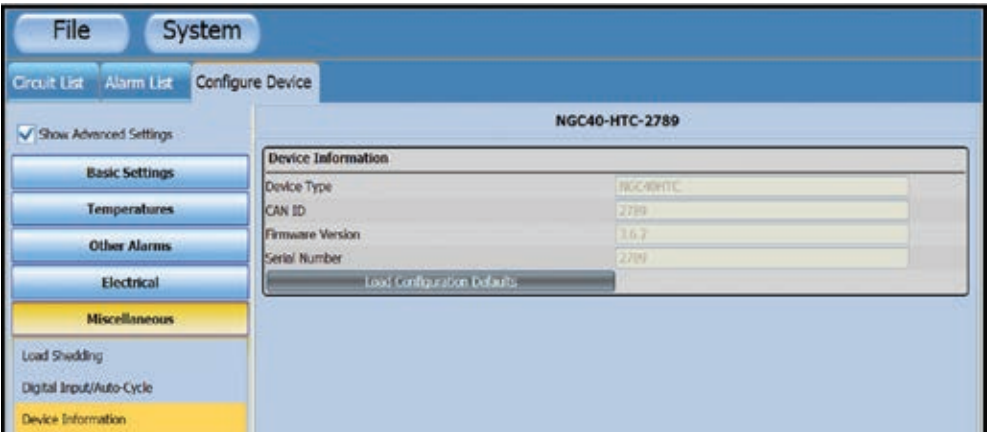 File System
Circuit List Alarm List Configure Device
Show Advanced Settings
Basic Settings
Temperatures
Other Alarms
Electrical
Miscellaneous
Load Shedding
Digital Input/Auto-Cycle
Device Information
NGC40-HTC-2789
Device Information
Device Type NGC40HTC
CAN ID 2789
Firmware Version 3.6.2
Serial Number 2789
Load Configuration Defaults